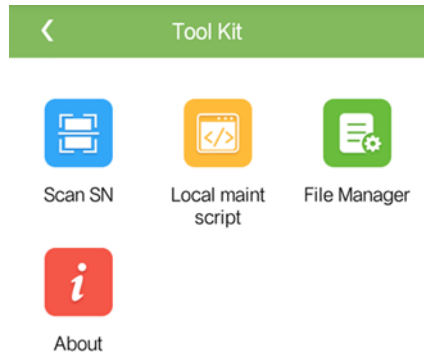 Tool Kit
Scan SN
Local maint
script
File Manager
About